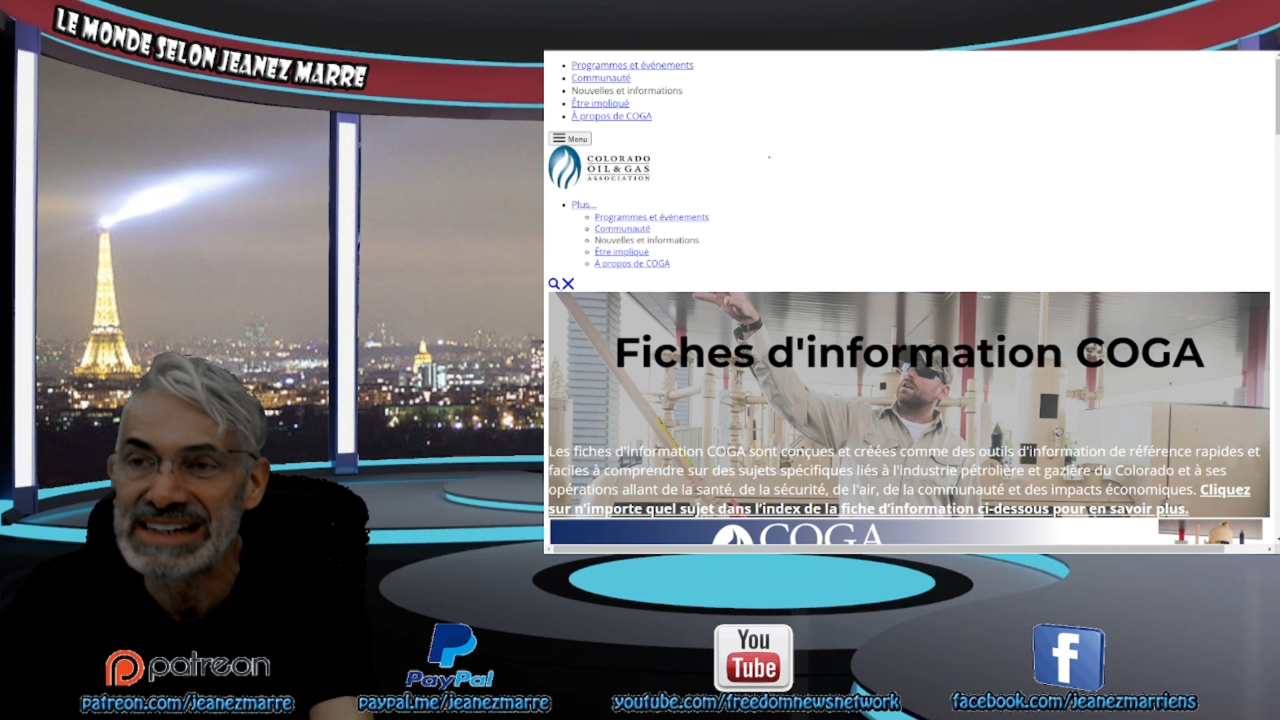 LE MONDE SELON JEANEZ MARRE
Programmes et événements
Communauté
Nouvelles et informations
Être impliqué
À propos de COGA
Menu
COLORADO
OIL & GAS
ASSOCIATION
Plus...
Programmes et événements
Communauté
Nouvelles et informations
Être impliqué
À propos de COGA
Fiches d'information COGA
Les fiches d'information COGA sont conçues et créées comme des outils d'information de référence rapides et
faciles à comprendre sur des sujets spécifiques liés à l'industrie pétrolière et gazière du Colorado et à ses
opérations allant de la santé, de la sécurité, de l'air, de la communauté et des impacts économiques. Cliquez
sur n'importe quel sujet dans l'index de la fiche d'information ci-dessous pour en savoir plus.
COGA
patreon
PayPal
You
Tube
f
patreon.com/jeanezmarre
paypal.me/jeanezmarre
youtube.com/freedomnewsnetwork
facebook.com/jeanezmarriens